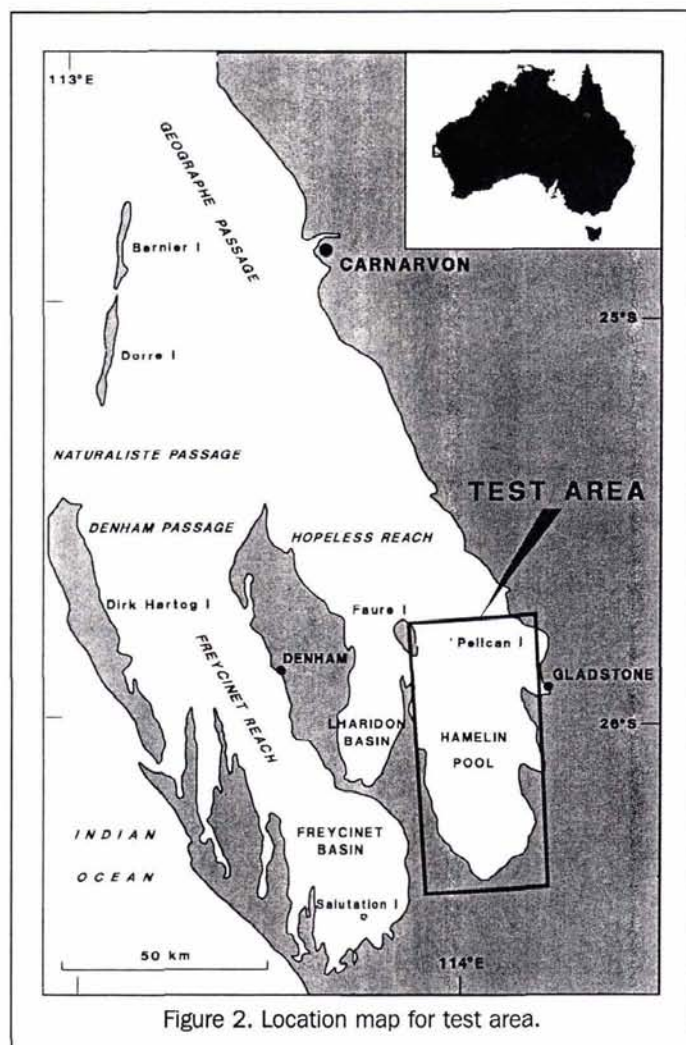 113°E
GEOGRAPHE PASSAGE
Bernier I
CARNARVON
25°S
Dorre I
NATURALISTE PASSAGE
TEST AREA
DENHAM PASSAGE
HOPELESS REACH
Dirk Hartog I
Faure I
Pelican I
FREYCINET REACH
DENHAM
GLADSTONE
LHARIDON
BASIN
26°S
HAMELIN
POOL
INDIAN
OCEAN
FREYCINET
BASIN
Salutation I
50 km
114°E
Figure 2. Location map for test area.